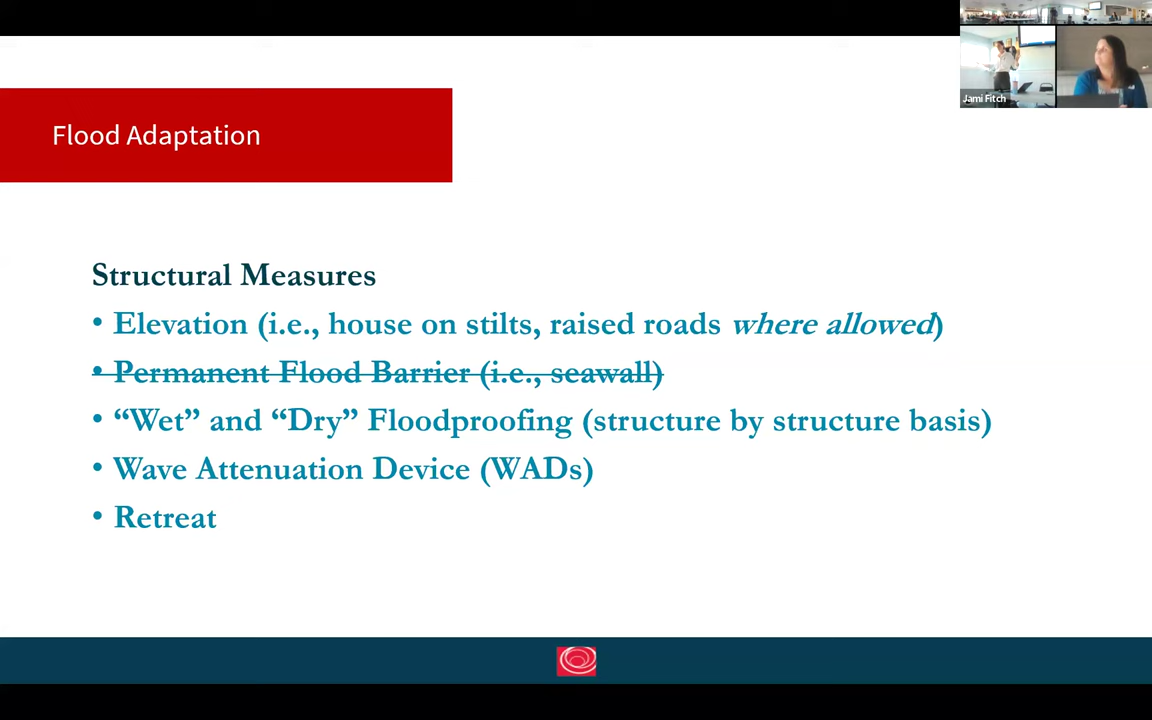 Jami Fitch
Flood Adaptation
Structural Measures
• Elevation (i.e., house on stilts, raised roads where allowed)
• Permanent Flood Barrier (i.e., seawall)
• “Wet” and “Dry” Floodproofing (structure by structure basis)
• Wave Attenuation Device (WADs)
• Retreat